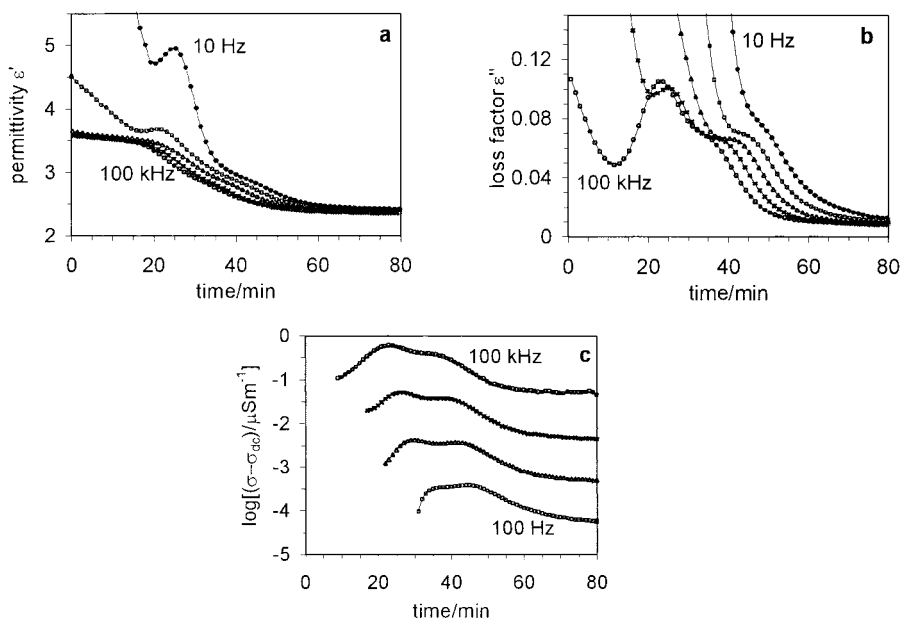 a
permittivity ε'
5
4
3
2
10 Hz
100 kHz
0 20 40 60 80
time/min
b
loss factor ε"
0.12
0.08
0.04
0
10 Hz
100 kHz
0 20 40 60 80
time/min
c
log[(σ−σdc)/μSm⁻¹]
0
-1
-2
-3
-4
-5
100 kHz
100 Hz
0 20 40 60 80
time/min